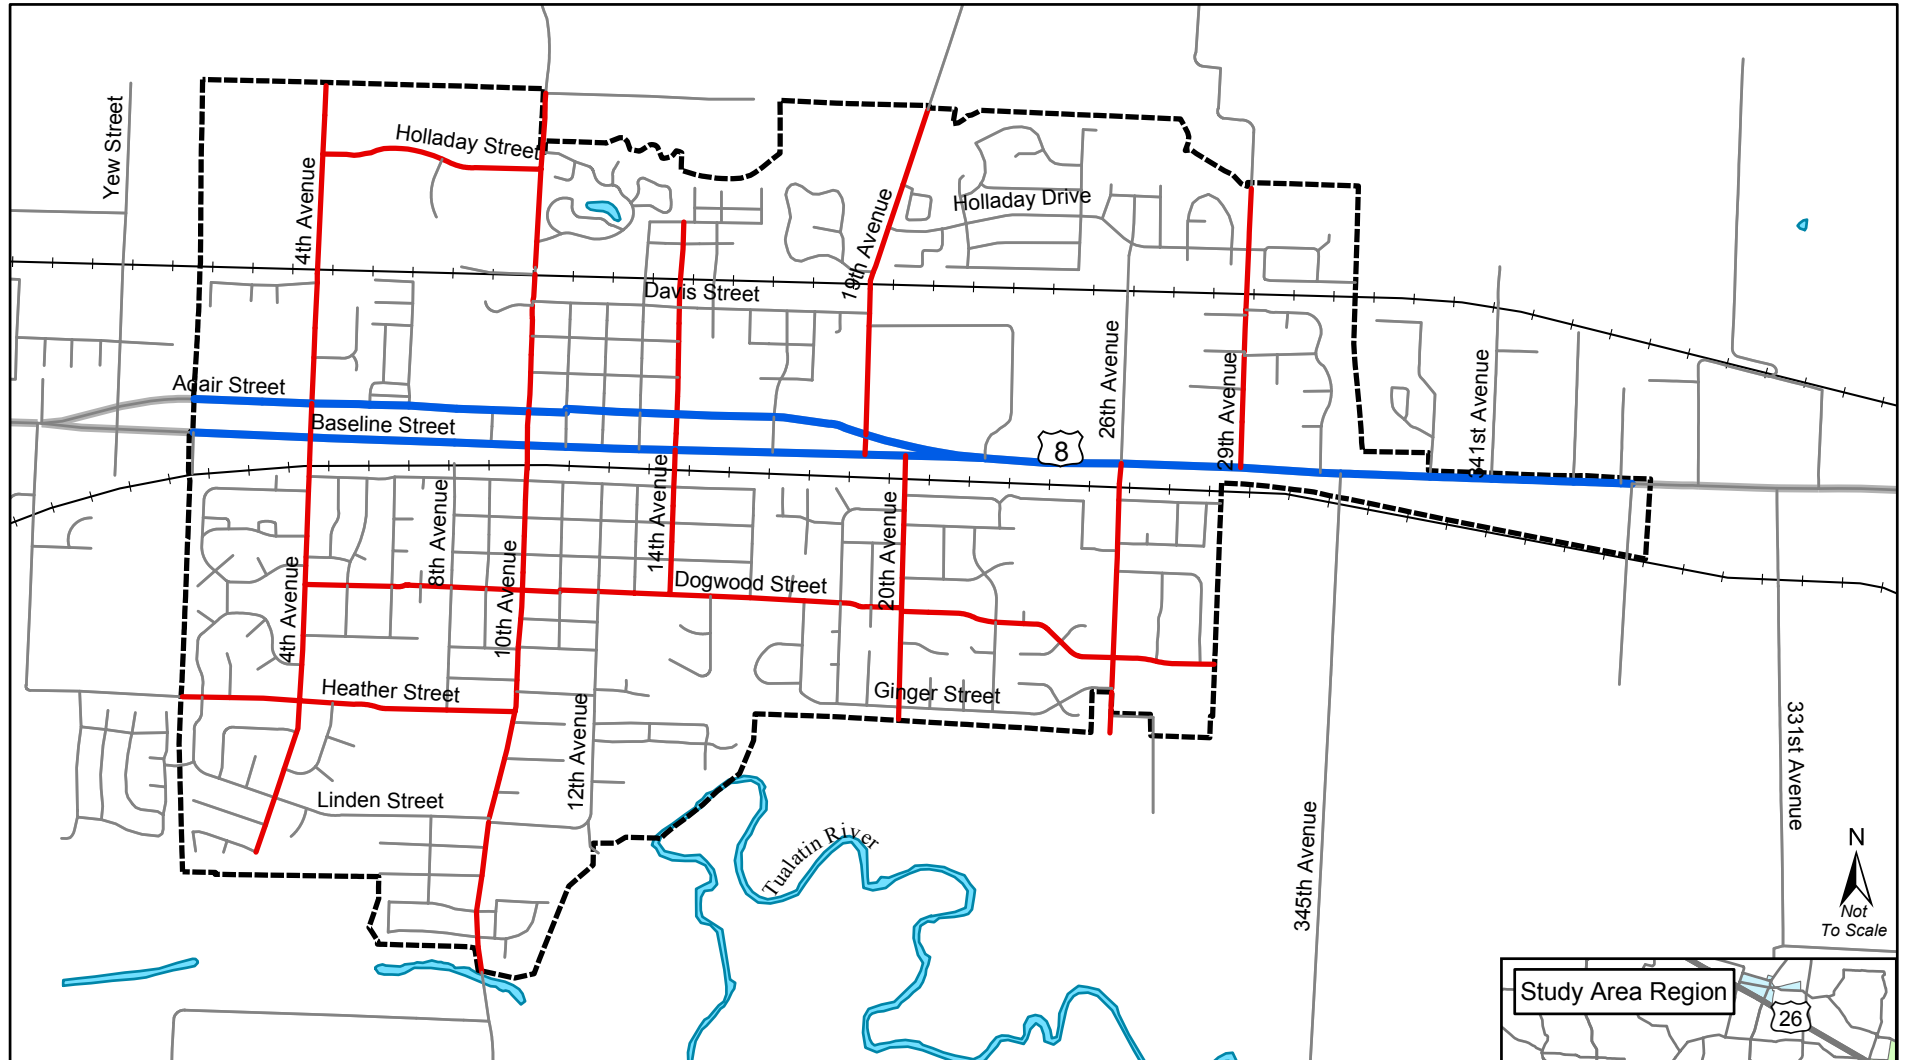 Yew Street
Holladay Street
4th Avenue
Holladay Drive
19th Avenue
Davis Street
Adair Street
Baseline Street
8
26th Avenue
29th Avenue
341st Avenue
8th Avenue
14th Avenue
20th Avenue
10th Avenue
4th Avenue
Dogwood Street
Heather Street
Ginger Street
12th Avenue
Linden Street
Tualatin River
345th Avenue
331st Avenue
N
Not
To Scale
Study Area Region
26